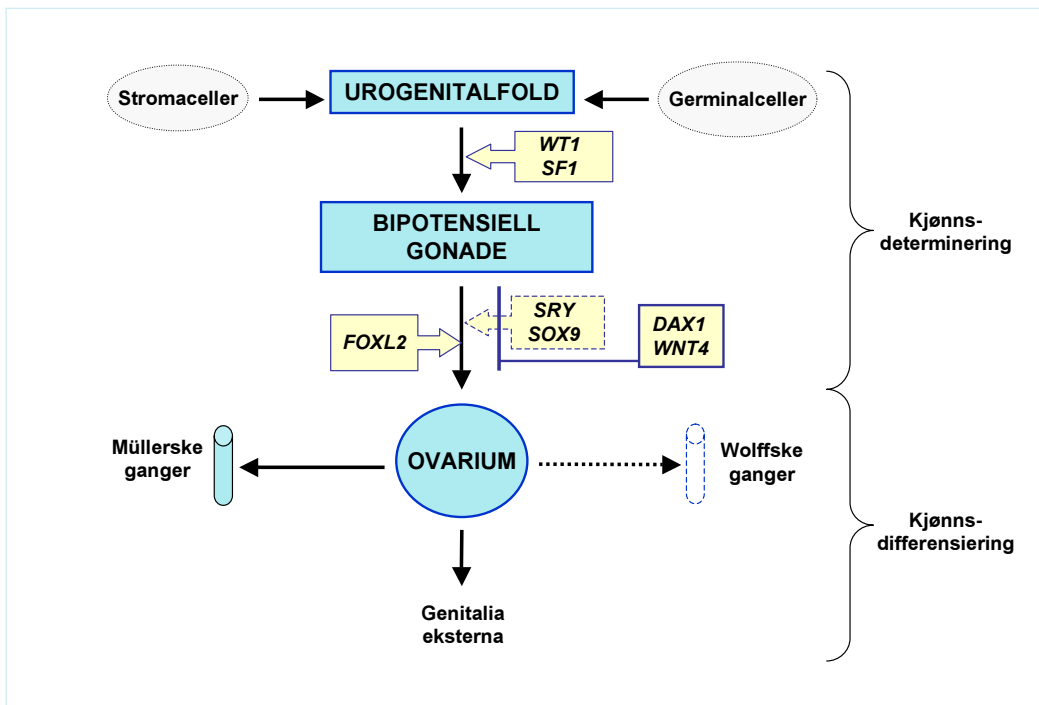 Stromaceller
UROGENITALFOLD
Germinalceller
WT1
SF1
BIPOTENSIELL
GONADE
Kjønns-
determinering
FOXL2
SRY
SOX9
DAX1
WNT4
Müllerske
ganger
OVARIUM
Wolffske
ganger
Kjønns-
differensiering
Genitalia
eksterna